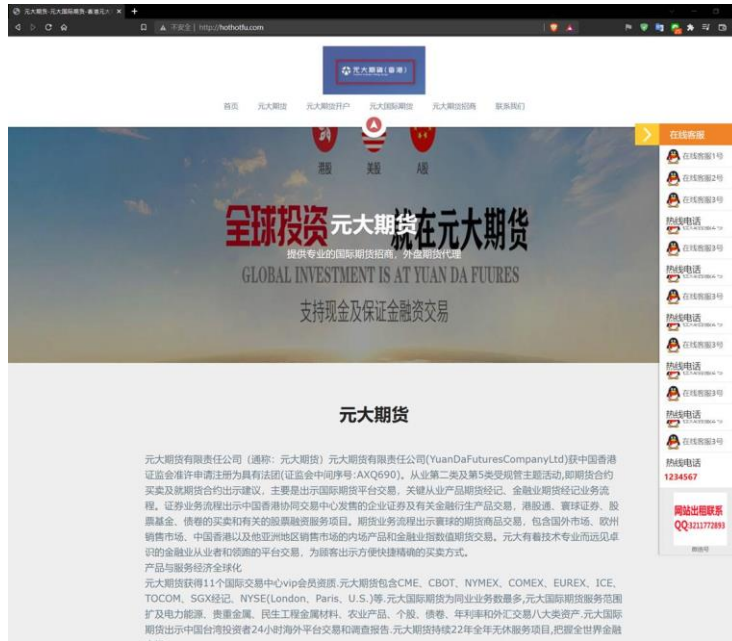 元大期货-元大国际期货-香港元大
不安全 | http://hothotfu.com
元大期货(香港)
首页 元大期货 元大期货开户 元大国际期货 元大期货招商 联系我们
港股 美股 A股
全球投资 就在元大期货
元大期货
提供专业的国际期货招商，外盘期货代理
GLOBAL INVESTMENT IS AT YUAN DA FUURES
支持现金及保证金融资交易
在线客服
在线客服1号
在线客服2号
在线客服3号
热线电话
在线客服3号
热线电话
在线客服3号
热线电话
在线客服3号
热线电话
在线客服3号
热线电话
在线客服3号
热线电话
1234567
网站出租联系
QQ:3211772893
微信号
元大期货
元大期货有限责任公司（通称：元大期货）元大期货有限责任公司(YuanDaFuturesCompanyLtd)获中国香港
证监会准许申请注册为具有法团(证监会中间序号:AXQ690)。从业第二类及第5类受规管主题活动,即期货合约
买卖及就期货合约出示建议，主要是出示国际期货平台交易，关键从业产品期货经记、金融业期货经记业务流
程。证券业务流程出示中国香港协同交易中心发售的企业证券及有关金融衍生产品交易，港股通、寰球证券、股
票基金、债卷的买卖和有关的股票融资服务项目。期货业务流程出示寰球的期货商品交易，包含国外市场、欧州
销售市场、中国香港以及他亚洲地区销售市场的内场产品和金融业指数值期货交易。元大有着技术专业而远见卓
识的金融业从业者和领跑的平台交易，为顾客出示方便快捷精确的买卖方式。
产品与服务经济全球化
元大期货获得11个国际交易中心vip会员资质.元大期货包含CME、CBOT、NYMEX、COMEX、EUREX、ICE、
TOCOM、SGX经记、NYSE(London、Paris、U.S.)等.元大国际期货为同业业务数最多,元大国际期货服务范围
扩及电力能源、贵重金属、民生工程金属材料、农业产品、个股、债卷、年利率和外汇交易八大类资产.元大国际
期货出示中国台湾投资者24小时海外平台交易和调查报告.元大期货持续22年全年无休服务项目,把握全世界金融